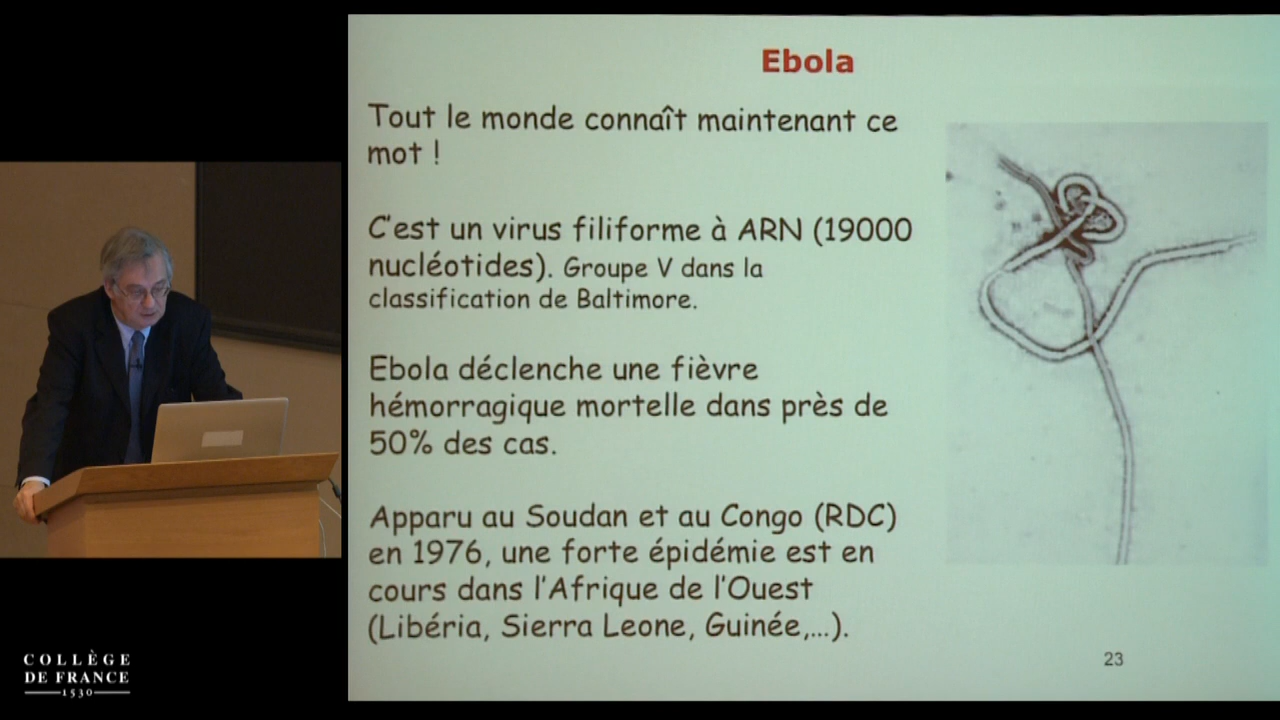 Ebola
Tout le monde connaît maintenant ce
mot !
C'est un virus filiforme à ARN (19000
nucléotides). Groupe V dans la
classification de Baltimore.
Ebola déclenche une fièvre
hémorragique mortelle dans près de
50% des cas.
Apparu au Soudan et au Congo (RDC)
en 1976, une forte épidémie est en
cours dans l'Afrique de l'Ouest
(Libéria, Sierra Leone, Guinée,...).
23
COLLÈGE
DE FRANCE
1530